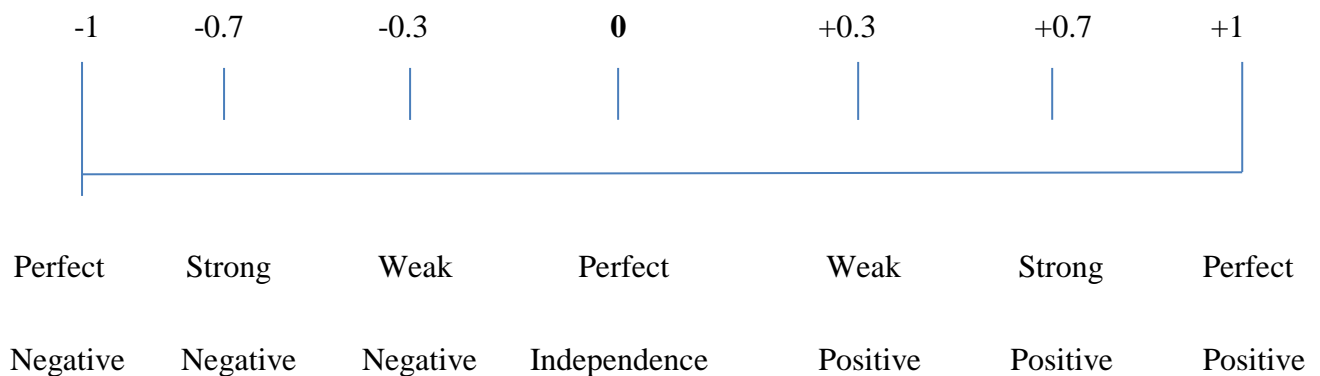 -1 -0.7 -0.3 0 +0.3 +0.7 +1
Perfect Strong Weak Perfect Weak Strong Perfect
Negative Negative Negative Independence Positive Positive Positive